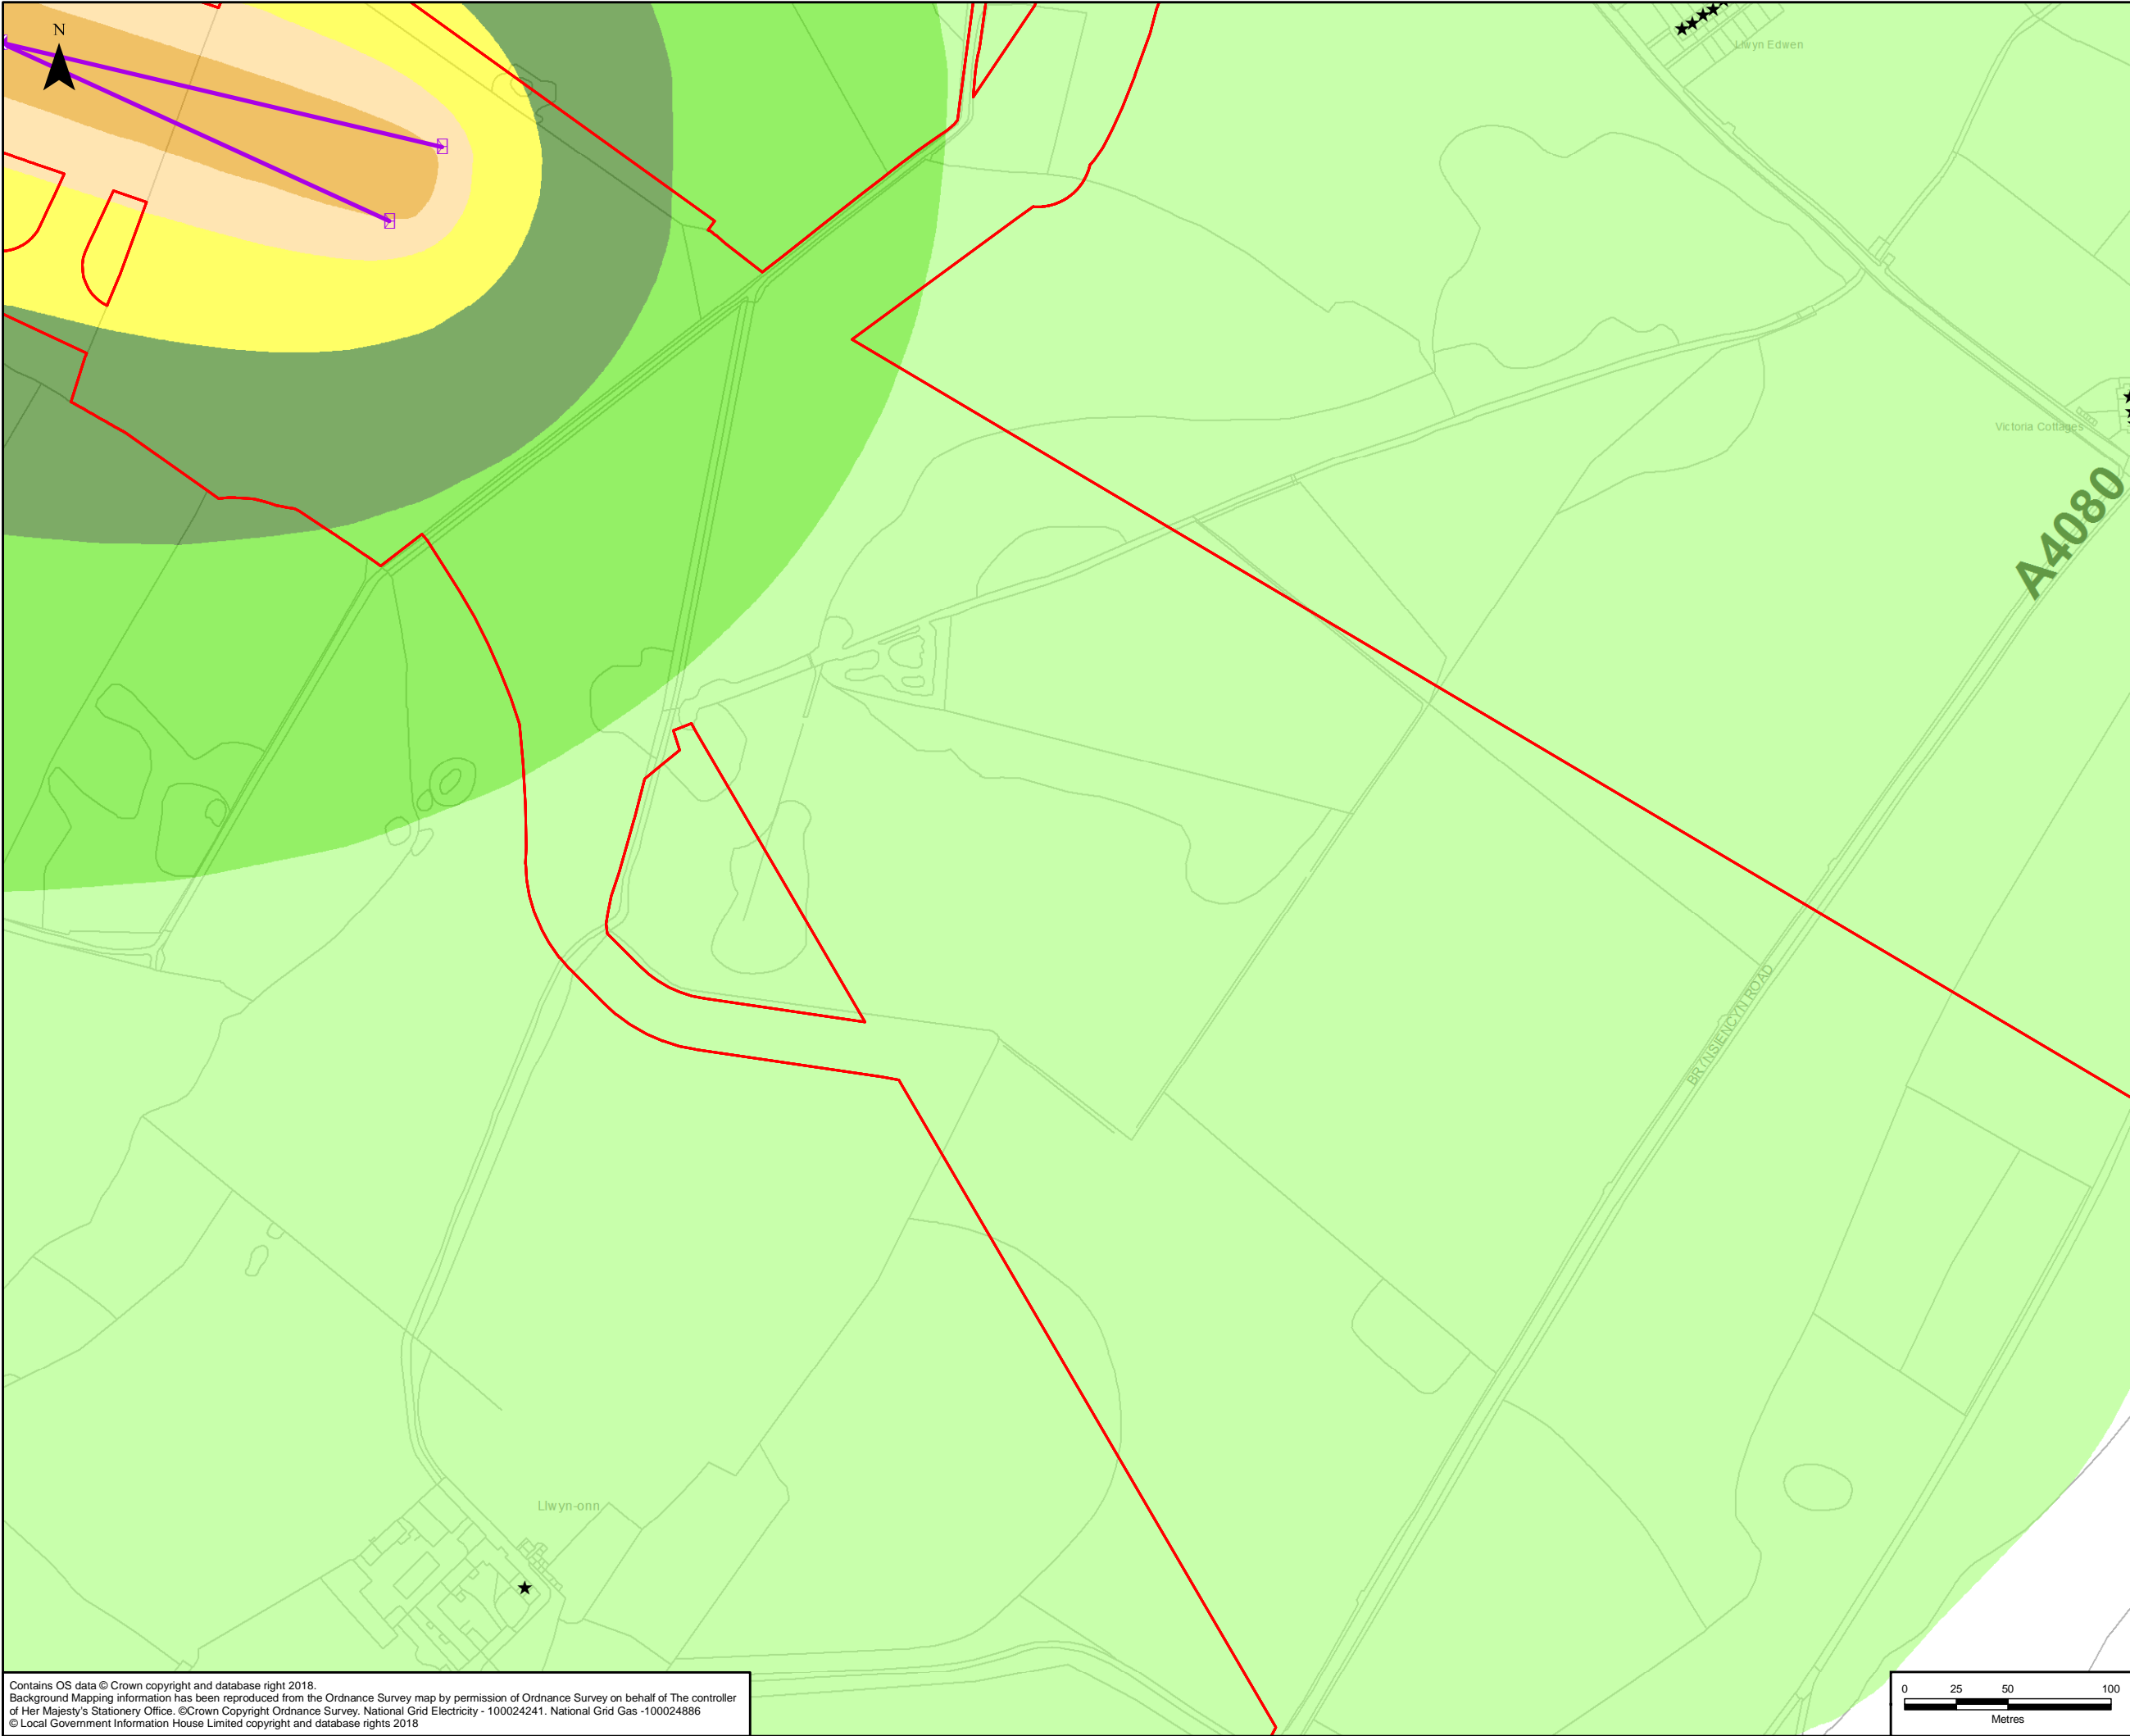 N
Llwyn Edwen
Victoria Cottages
A4080
BRYNSIENCYN ROAD
Llwyn-onn
Contains OS data © Crown copyright and database right 2018.
Background Mapping information has been reproduced from the Ordnance Survey map by permission of Ordnance Survey on behalf of The controller
of Her Majesty's Stationery Office. ©Crown Copyright Ordnance Survey. National Grid Electricity - 100024241. National Grid Gas -100024886
© Local Government Information House Limited copyright and database rights 2018
0 25 50 100
Metres